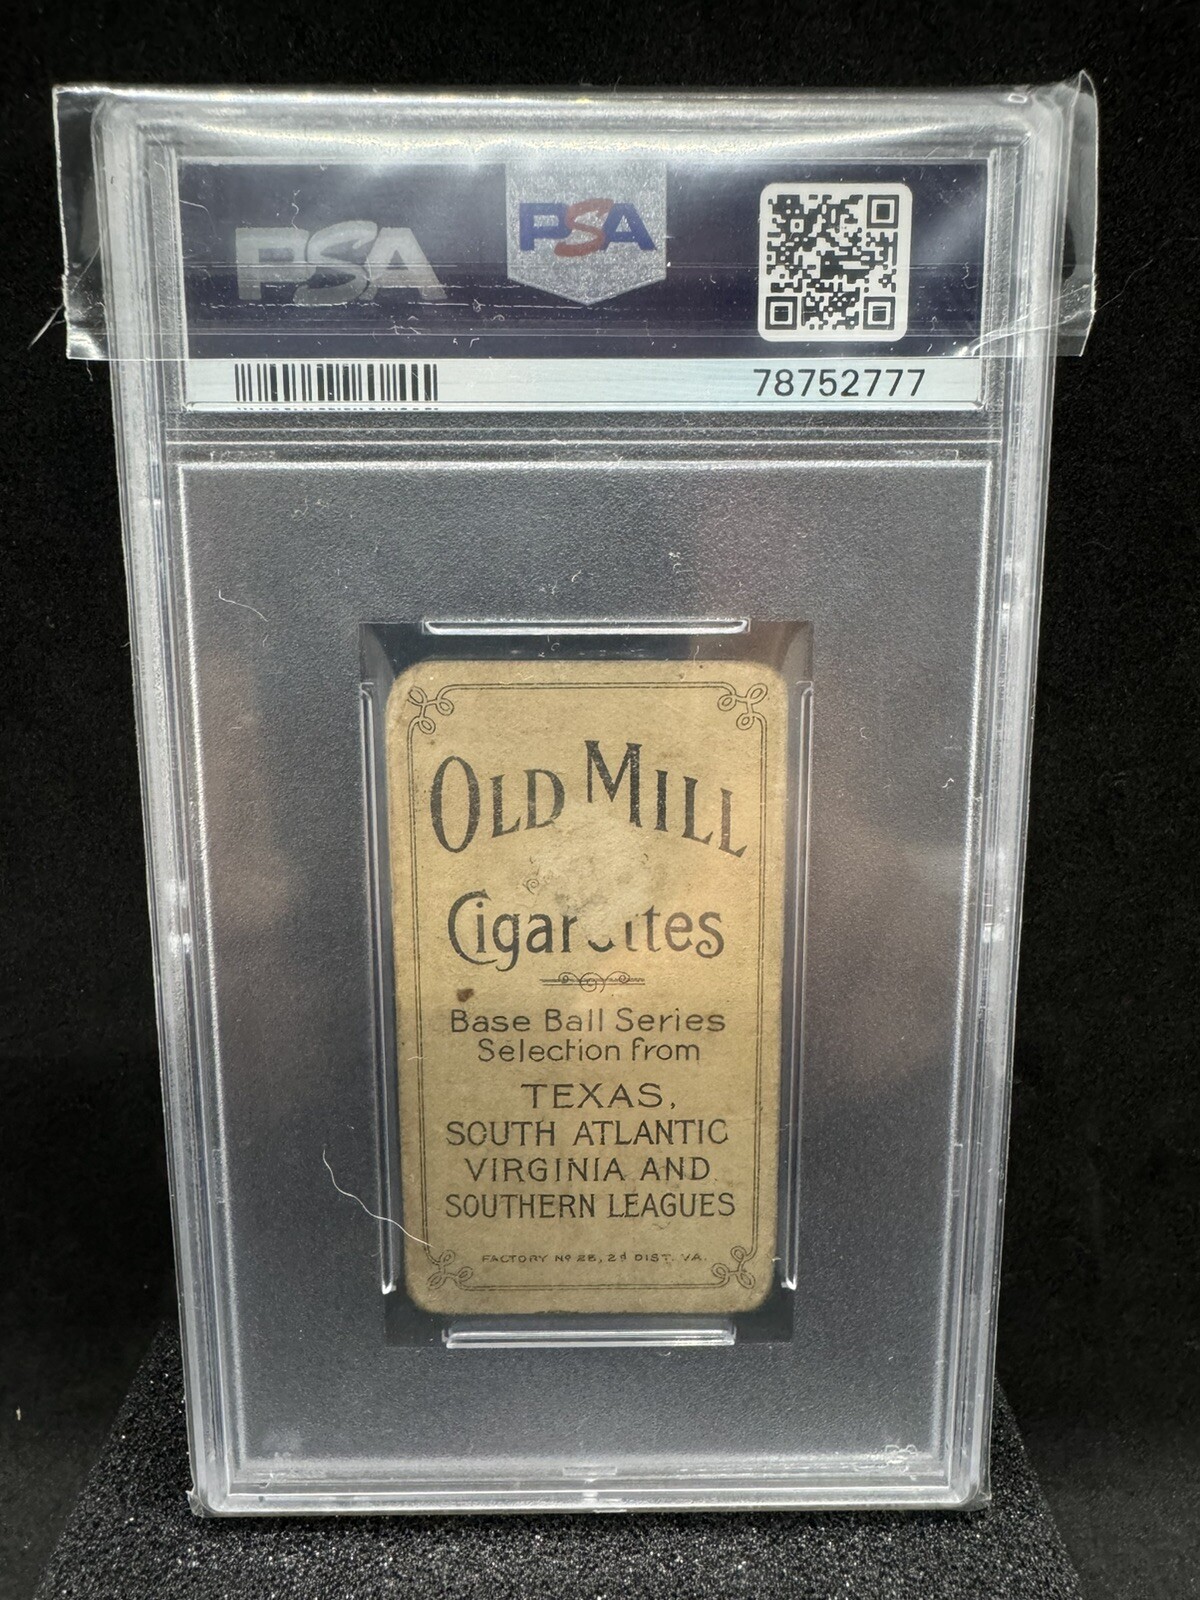 PSA
PSA
78752777
OLD MILL
Cigarettes
Base Ball Series
Selection from
TEXAS,
SOUTH ATLANTIC
VIRGINIA AND
SOUTHERN LEAGUES
FACTORY Nº 25, 2d DIST. VA.